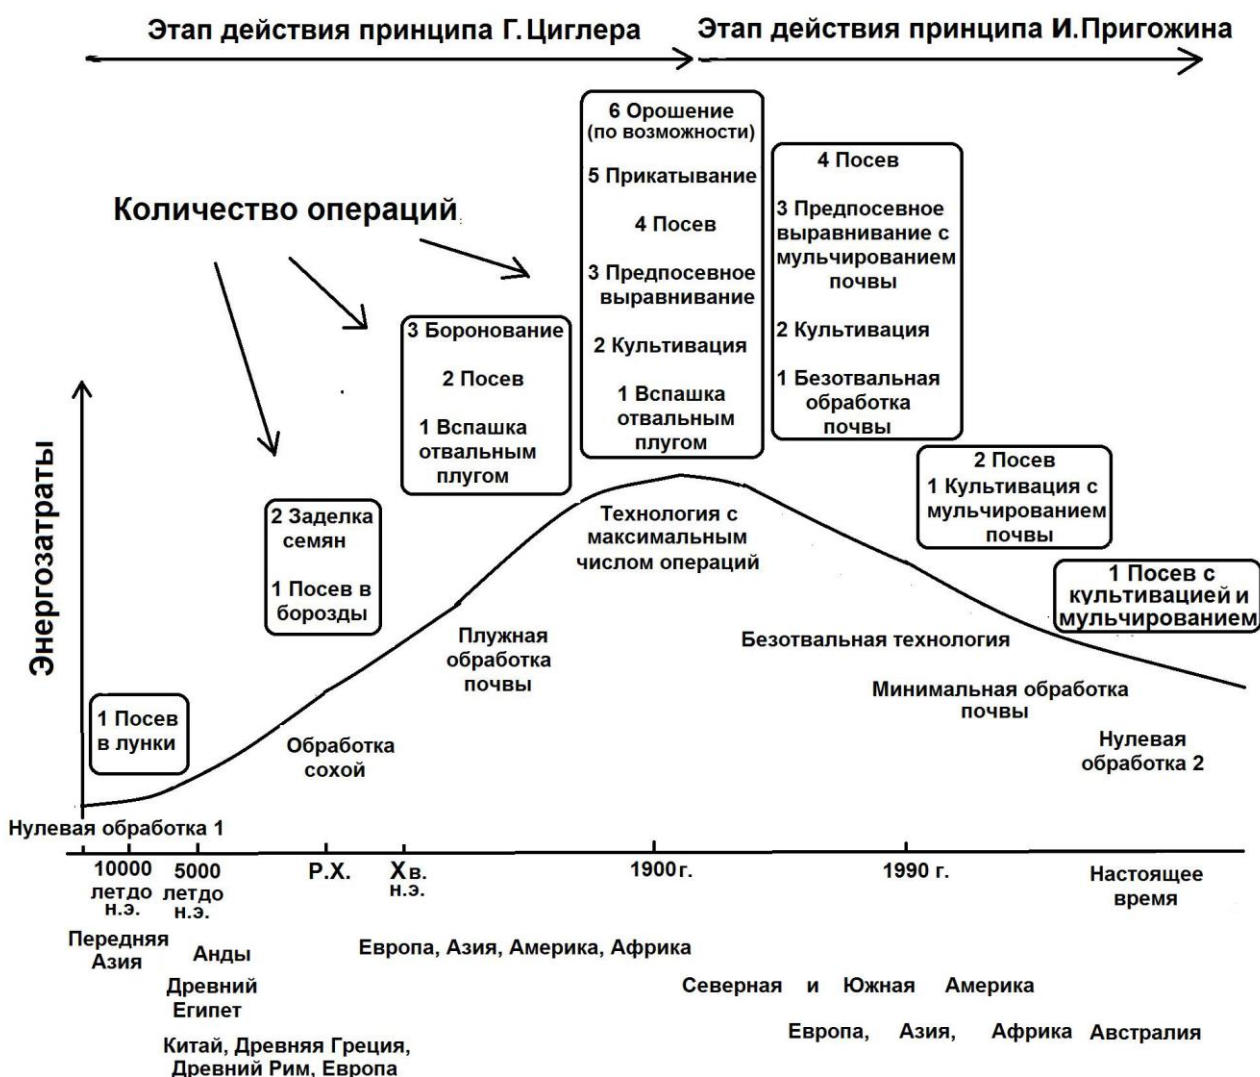 Этап действия принципа Г. Циглера
Этап действия принципа И.Пригожина
Количество операций
6 Орошение
(по возможности)
5 Прикатывание
4 Посев
3 Предпосевное
выравнивание
2 Культивация
1 Вспашка
отвальным
плугом
4 Посев
3 Предпосевное
выравнивание с
мульчированием
почвы
2 Культивация
1 Безотвальная
обработка
почвы
3 Боронование
2 Посев
1 Вспашка
отвальным
плугом
2 Посев
1 Культивация с
мульчированием
почвы
2 Заделка
семян
1 Посев в
борозды
1 Посев с
культивацией и
мульчированием
1 Посев
в лунки
Энергозатраты
Технология с
максимальным
числом операций
Плужная
обработка
почвы
Безотвальная технология
Минимальная обработка
почвы
Обработка
сохой
Нулевая
обработка 2
Нулевая обработка 1
10000
летдо
н.э.
5000
летдо
н.э.
Р.Х.
X в.
н.э.
1900 г.
1990 г.
Настоящее
время
Передняя
Азия
Анды
Древний
Египет
Китай, Древняя Греция,
Древний Рим, Европа
Европа, Азия, Америка, Африка
Северная и Южная Америка
Европа, Азия, Африка Австралия